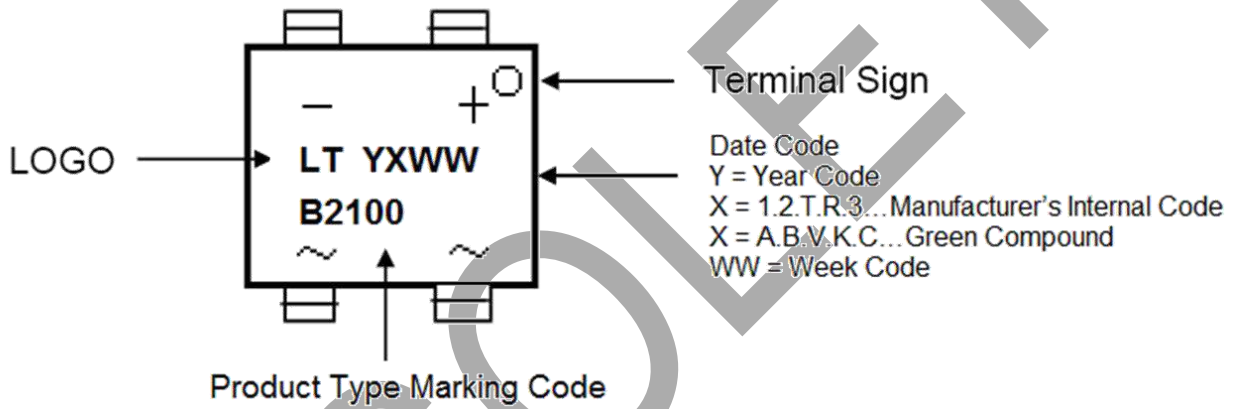 − +
Terminal Sign
LOGO
LT YXWW
B2100
~ ~
Date Code
Y = Year Code
X = 1.2.T.R.3...Manufacturer's Internal Code
X = A.B.V.K.C...Green Compound
WW = Week Code
Product Type Marking Code